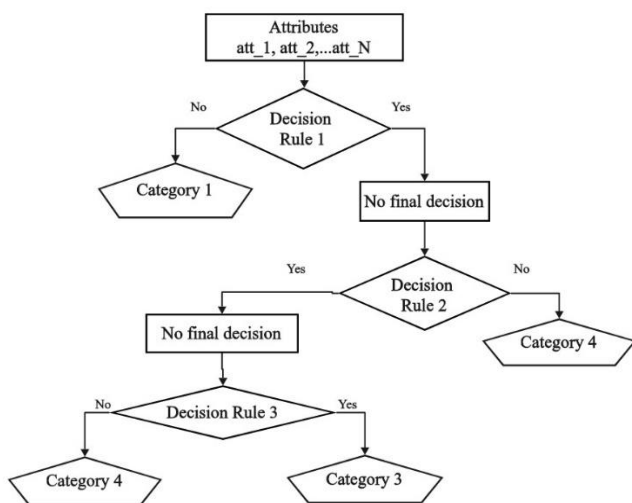 Attributes
att_1, att_2,...att_N
No
Yes
Decision
Rule 1
Category 1
No final decision
Yes
No
Decision
Rule 2
No final decision
Category 4
No
Yes
Decision Rule 3
Category 4
Category 3